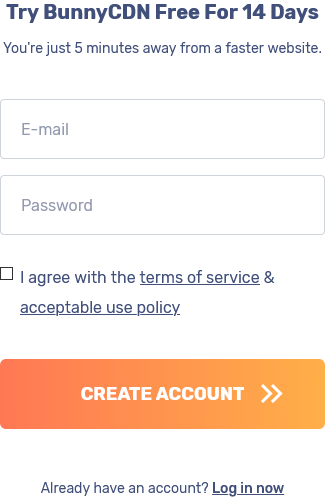 Try BunnyCDN Free For 14 Days
You're just 5 minutes away from a faster website.
E-mail
Password
I agree with the terms of service &
acceptable use policy
CREATE ACCOUNT
Already have an account? Log in now